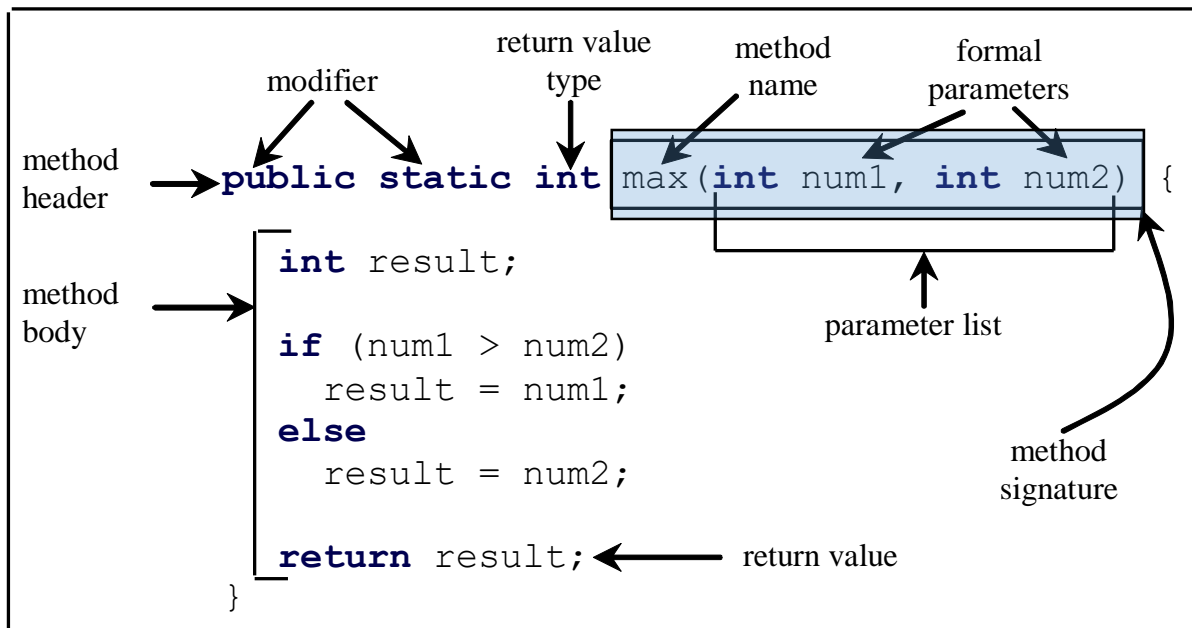 return value
type
method
name
formal
parameters
modifier
method
header
public static int max(int num1, int num2) {
int result;
method
body
parameter list
if (num1 > num2)
result = num1;
else
result = num2;
method
signature
return result;
return value
}